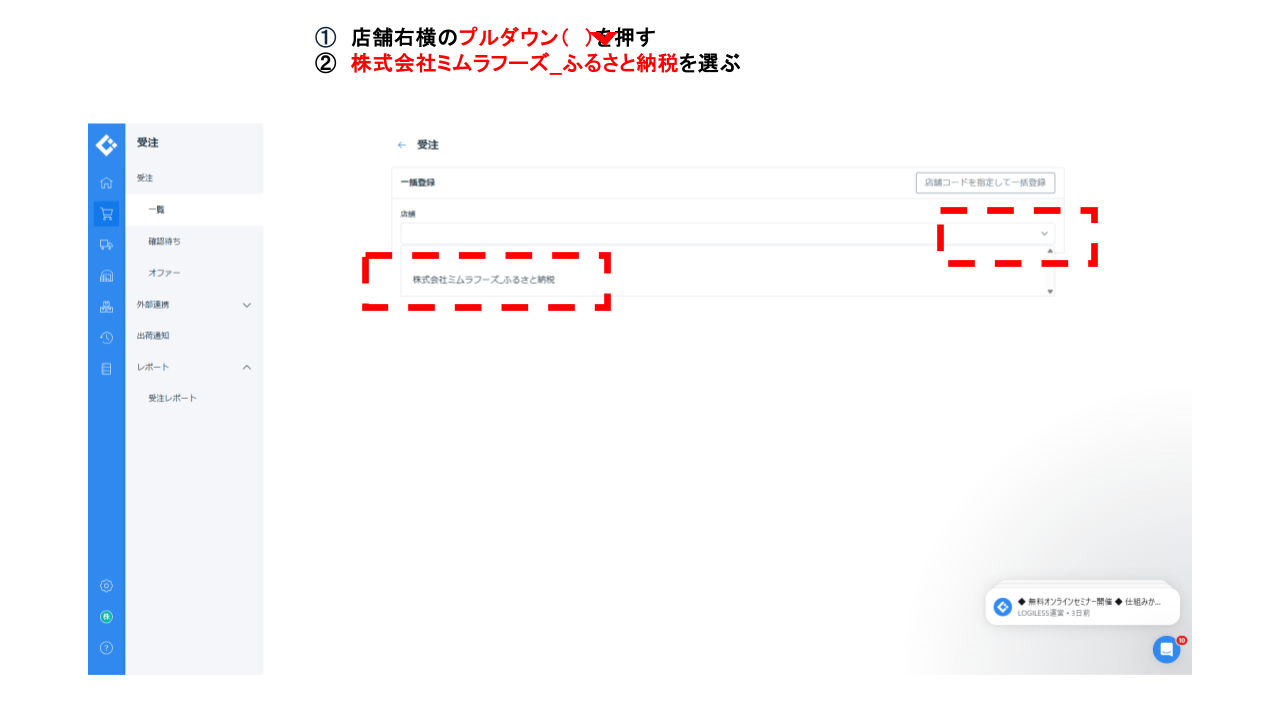 ① 店舗右横のプルダウン( )を押す
② 株式会社ミムラフーズ_ふるさと納税を選ぶ
受注
受注
一覧
確認待ち
オファー
外部連携
出荷通知
レポート
受注レポート
株
← 受注
一括登録
店舗コードを指定して一括登録
店舗
株式会社ミムラフーズ_ふるさと納税
◆ 無料オンラインセミナー開催 ◆ 仕組みか...
LOGILESS運営・3日前
10